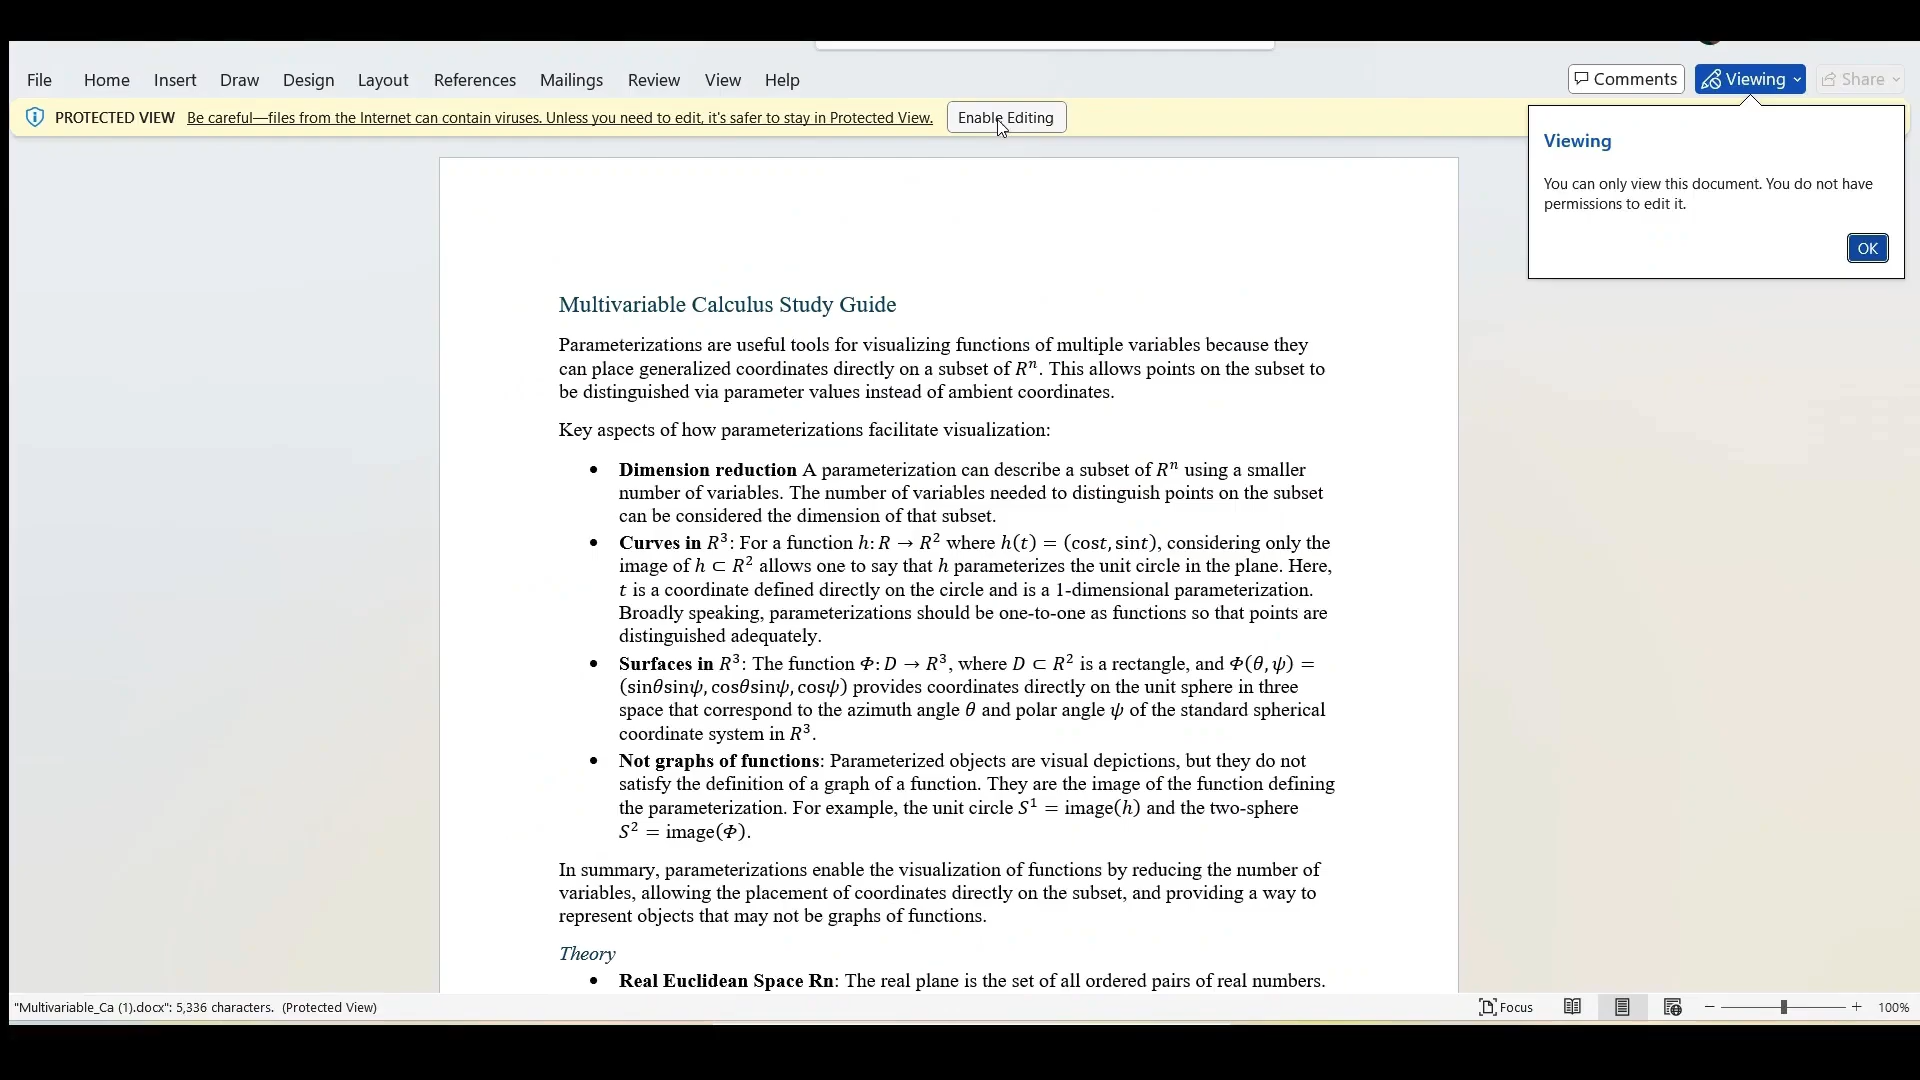 File Home Insert Draw Design Layout References Mailings Review View Help Comments Viewing Share
PROTECTED VIEW Be careful—files from the Internet can contain viruses. Unless you need to edit, it's safer to stay in Protected View. Enable Editing
Viewing
You can only view this document. You do not have
permissions to edit it.
OK
Multivariable Calculus Study Guide
Parameterizations are useful tools for visualizing functions of multiple variables because they
can place generalized coordinates directly on a subset of Rⁿ. This allows points on the subset to
be distinguished via parameter values instead of ambient coordinates.
Key aspects of how parameterizations facilitate visualization:
• Dimension reduction A parameterization can describe a subset of Rⁿ using a smaller
number of variables. The number of variables needed to distinguish points on the subset
can be considered the dimension of that subset.
• Curves in R³: For a function h: R → R² where h(t) = (cost, sint), considering only the
image of h ⊂ R² allows one to say that h parameterizes the unit circle in the plane. Here,
t is a coordinate defined directly on the circle and is a 1-dimensional parameterization.
Broadly speaking, parameterizations should be one-to-one as functions so that points are
distinguished adequately.
• Surfaces in R³: The function Φ: D → R³, where D ⊂ R² is a rectangle, and Φ(θ, ψ) =
(sinθsinψ, cosθsinψ, cosψ) provides coordinates directly on the unit sphere in three
space that correspond to the azimuth angle θ and polar angle ψ of the standard spherical
coordinate system in R³.
• Not graphs of functions: Parameterized objects are visual depictions, but they do not
satisfy the definition of a graph of a function. They are the image of the function defining
the parameterization. For example, the unit circle S¹ = image(h) and the two-sphere
S² = image(Φ).
In summary, parameterizations enable the visualization of functions by reducing the number of
variables, allowing the placement of coordinates directly on the subset, and providing a way to
represent objects that may not be graphs of functions.
Theory
• Real Euclidean Space Rn: The real plane is the set of all ordered pairs of real numbers.
"Multivariable_Ca (1).docx": 5,336 characters. (Protected View) Focus 100%